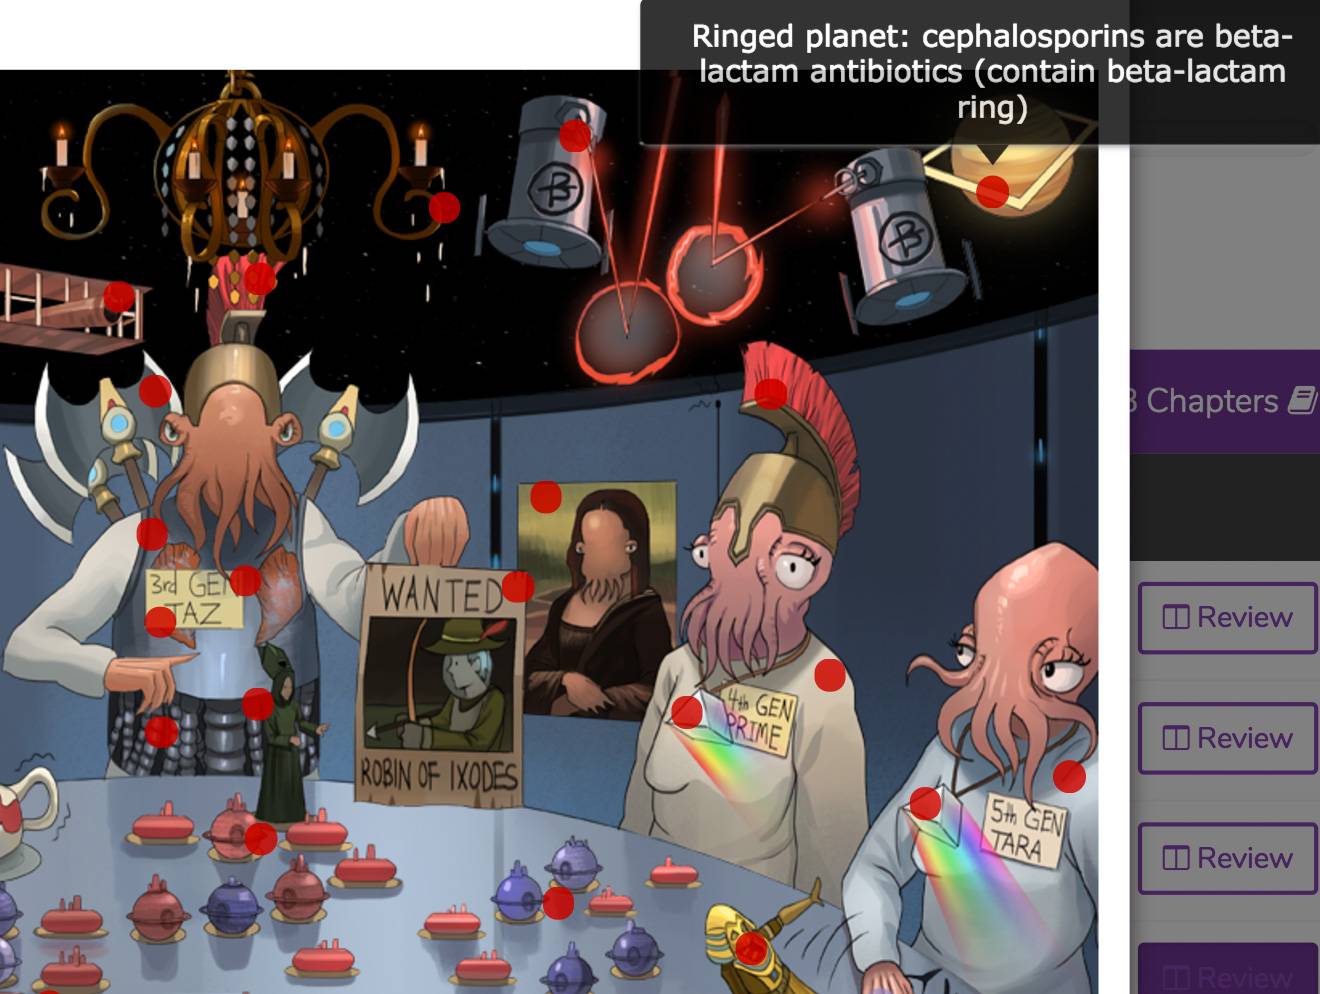 Ringed planet: cephalosporins are beta-
lactam antibiotics (contain beta-lactam
ring)
B
B
3 Chapters
3rd GEN
TAZ
WANTED
ROBIN OF IXODES
4th GEN
PRIME
5th GEN
TARA
Review
Review
Review
Review